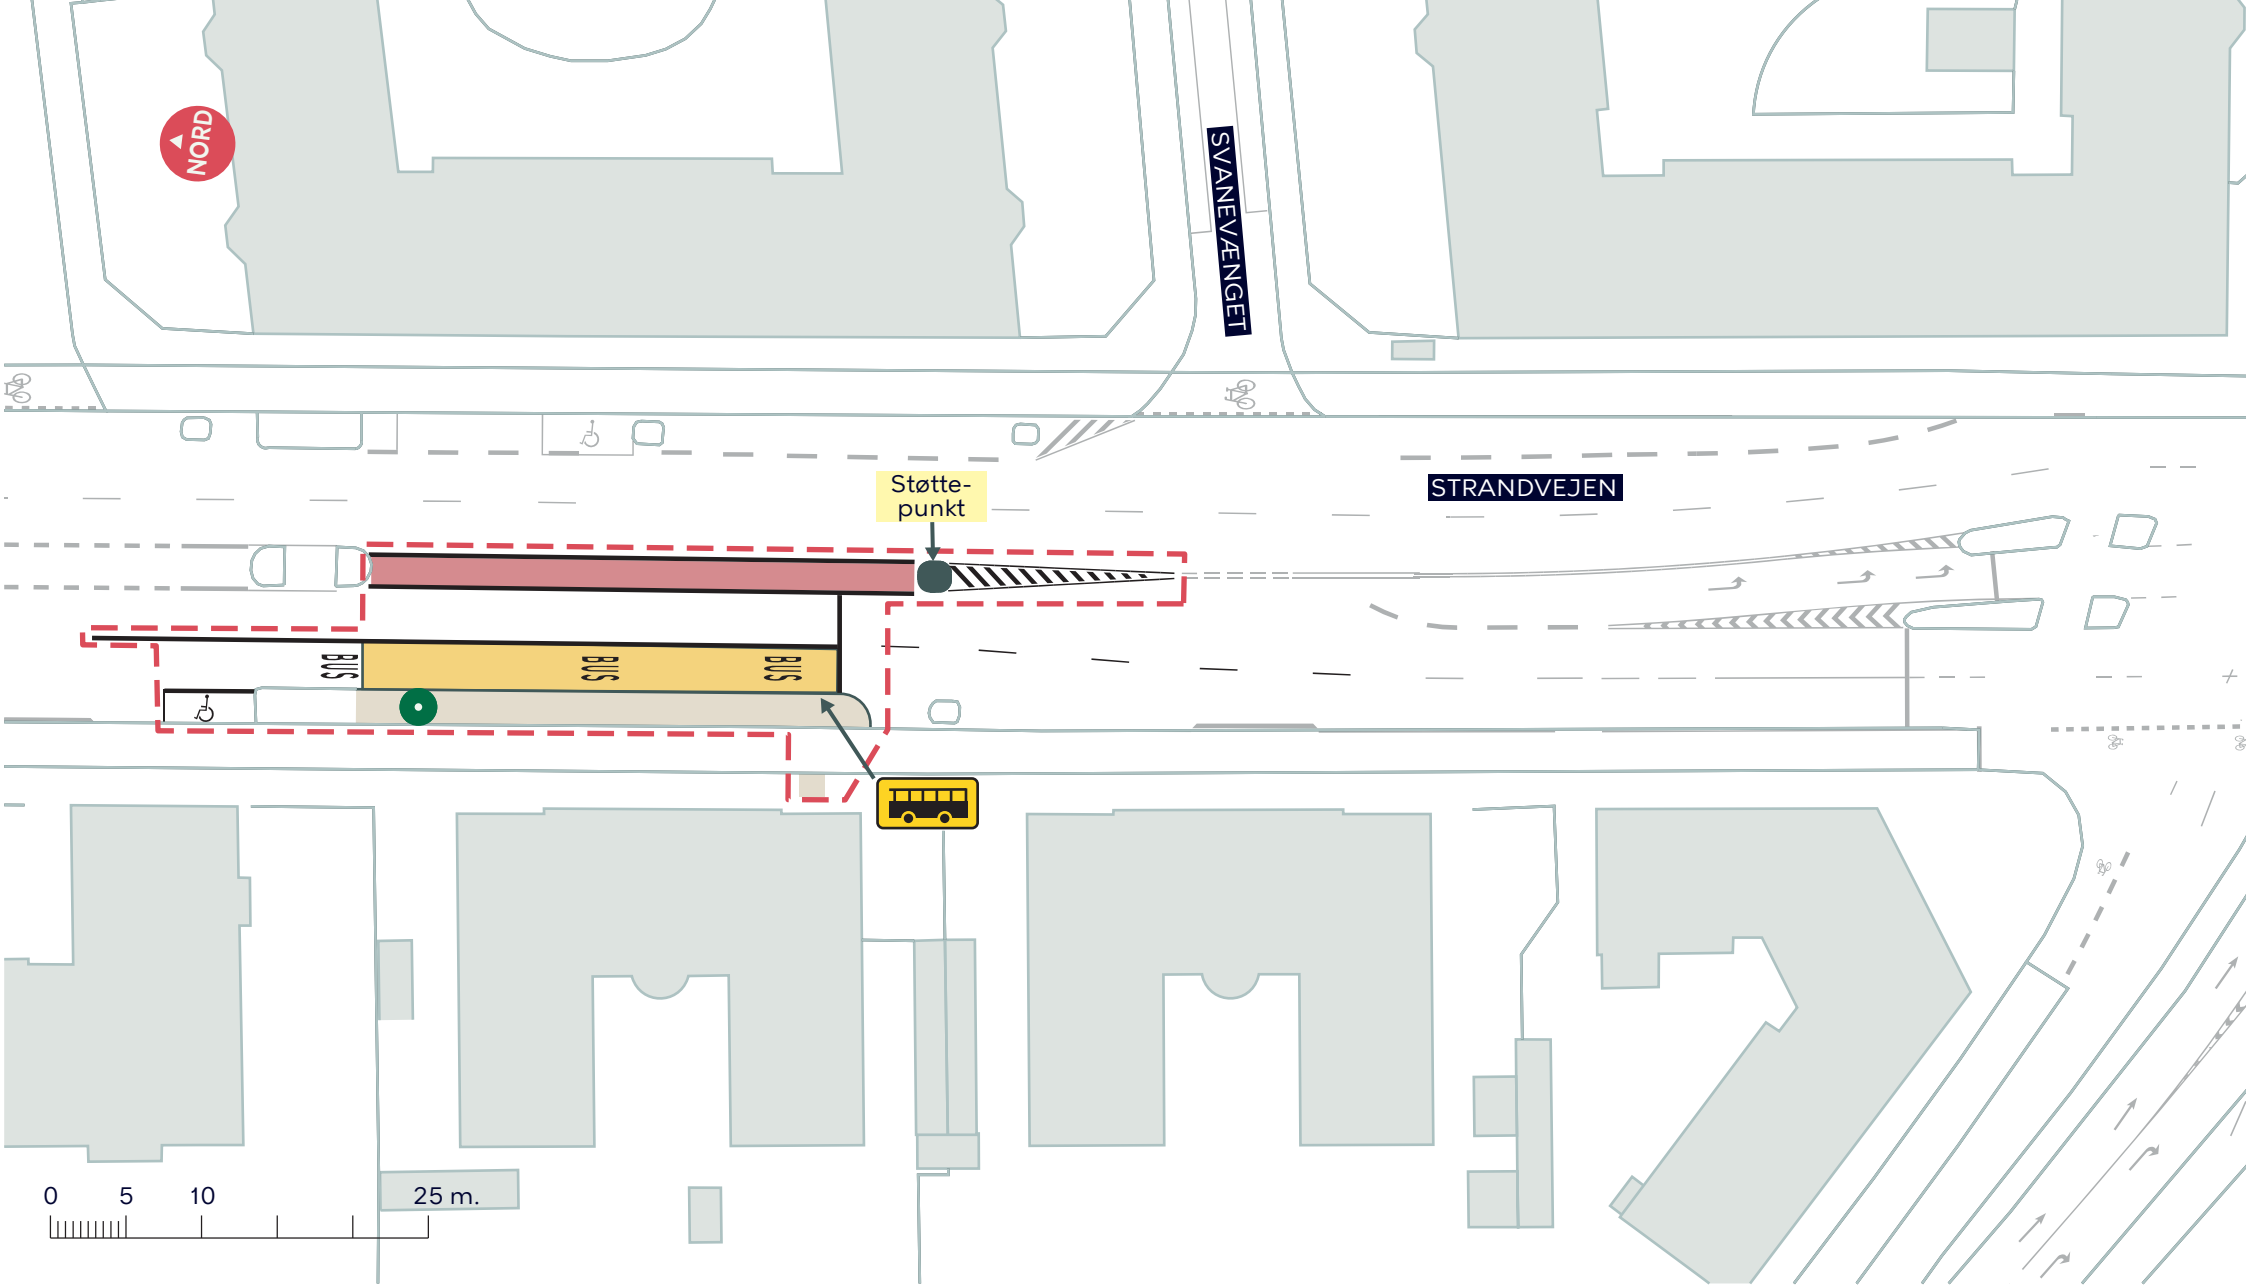 NORD
SVANEVÆNGET
Støtte-
punkt
STRANDVEJEN
BUS
BUS
BUS
0 5 10 25 m.